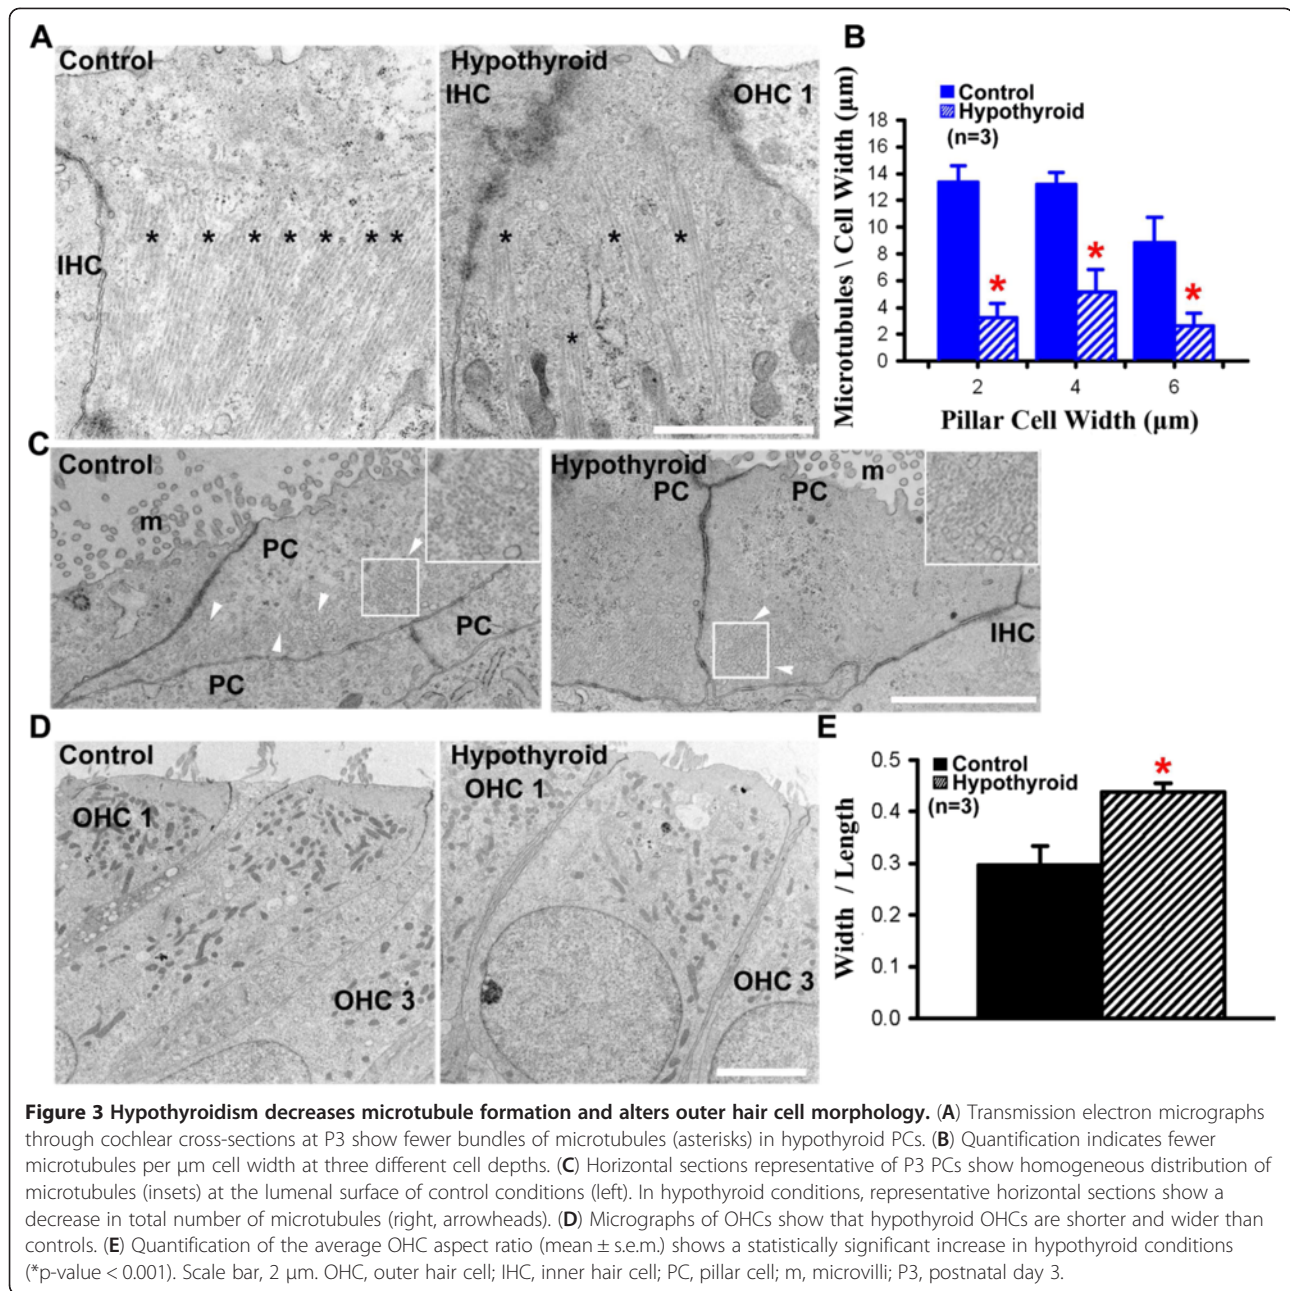 A
Control
IHC
* * * * * * *
Hypothyroid
IHC
OHC 1
* * *
*
B
Control
Hypothyroid
(n=3)
Microtubules \ Cell Width (µm)
18
16
14
12
10
8
6
4
2
0
* * *
2 4 6
Pillar Cell Width (µm)
C
Control
m
PC
PC
PC
Hypothyroid
PC
PC
m
IHC
D
Control
OHC 1
OHC 3
Hypothyroid
OHC 1
OHC 3
E
Control
Hypothyroid
(n=3)
*
Width / Length
0.5
0.4
0.3
0.2
0.1
0.0
Figure 3 Hypothyroidism decreases microtubule formation and alters outer hair cell morphology. (A) Transmission electron micrographs
through cochlear cross-sections at P3 show fewer bundles of microtubules (asterisks) in hypothyroid PCs. (B) Quantification indicates fewer
microtubules per µm cell width at three different cell depths. (C) Horizontal sections representative of P3 PCs show homogeneous distribution of
microtubules (insets) at the lumenal surface of control conditions (left). In hypothyroid conditions, representative horizontal sections show a
decrease in total number of microtubules (right, arrowheads). (D) Micrographs of OHCs show that hypothyroid OHCs are shorter and wider than
controls. (E) Quantification of the average OHC aspect ratio (mean ± s.e.m.) shows a statistically significant increase in hypothyroid conditions
(*p-value < 0.001). Scale bar, 2 µm. OHC, outer hair cell; IHC, inner hair cell; PC, pillar cell; m, microvilli; P3, postnatal day 3.